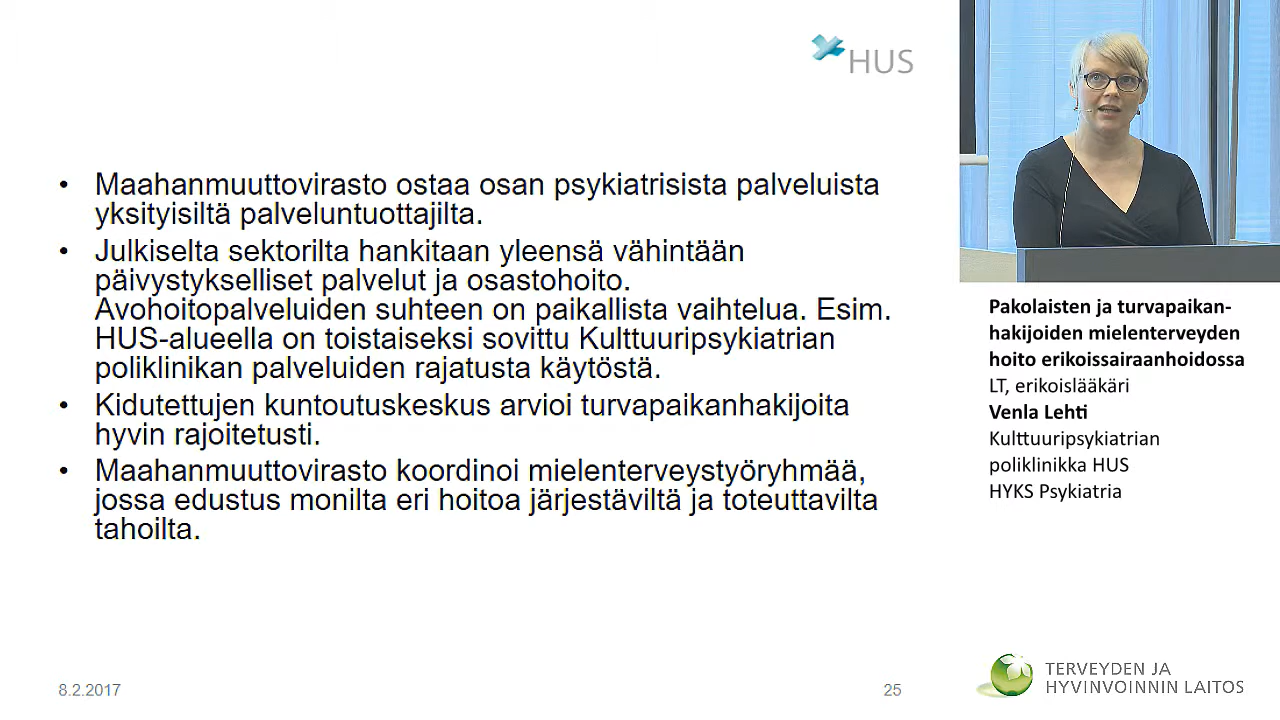 HUS
• Maahanmuuttovirasto ostaa osan psykiatrisista palveluista
yksityisiltä palveluntuottajilta.
• Julkiselta sektorilta hankitaan yleensä vähintään
päivystykselliset palvelut ja osastohoito.
Avohoitopalveluiden suhteen on paikallista vaihtelua. Esim.
HUS-alueella on toistaiseksi sovittu Kulttuuripsykiatrian
poliklinikan palveluiden rajatusta käytöstä.
• Kidutettujen kuntoutuskeskus arvioi turvapaikanhakijoita
hyvin rajoitetusti.
• Maahanmuuttovirasto koordinoi mielenterveystyöryhmää,
jossa edustus monilta eri hoitoa järjestäviltä ja toteuttavilta
tahoilta.
8.2.2017
25
Pakolaisten ja turvapaikan-
hakijoiden mielenterveyden
hoito erikoissairaanhoidossa
LT, erikoislääkäri
Venla Lehti
Kulttuuripsykiatrian
poliklinikka HUS
HYKS Psykiatria
TERVEYDEN JA
HYVINVOINNIN LAITOS